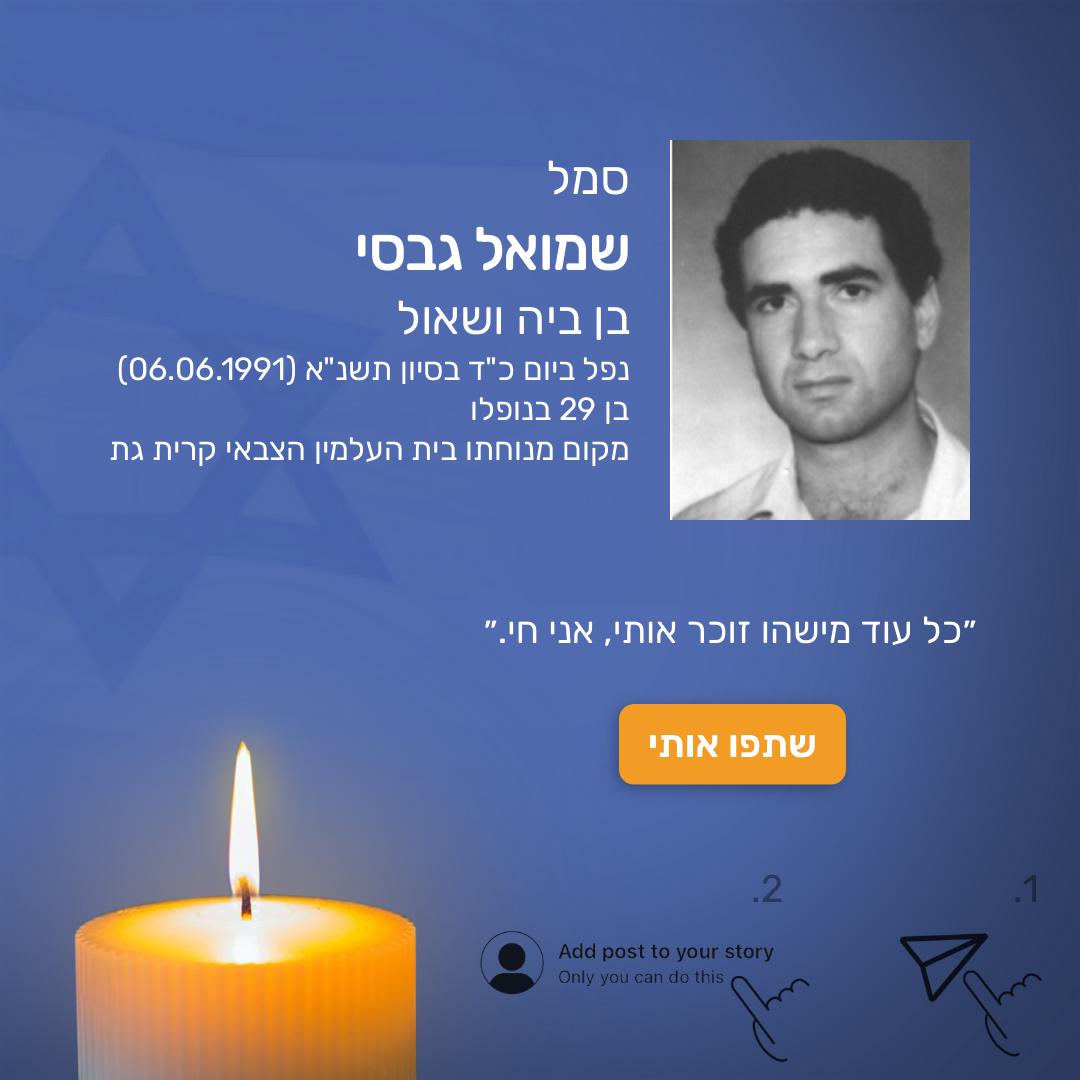 סמל
שמואל גבסי
בן ביה ושאול
נפל ביום כ"ד בסיון תשנ"א (06.06.1991)
בן 29 בנופלו
מקום מנוחתו בית העלמין הצבאי קרית גת
״כל עוד מישהו זוכר אותי, אני חי.״
שתפו אותי
1.
2.
Add post to your story
Only you can do this